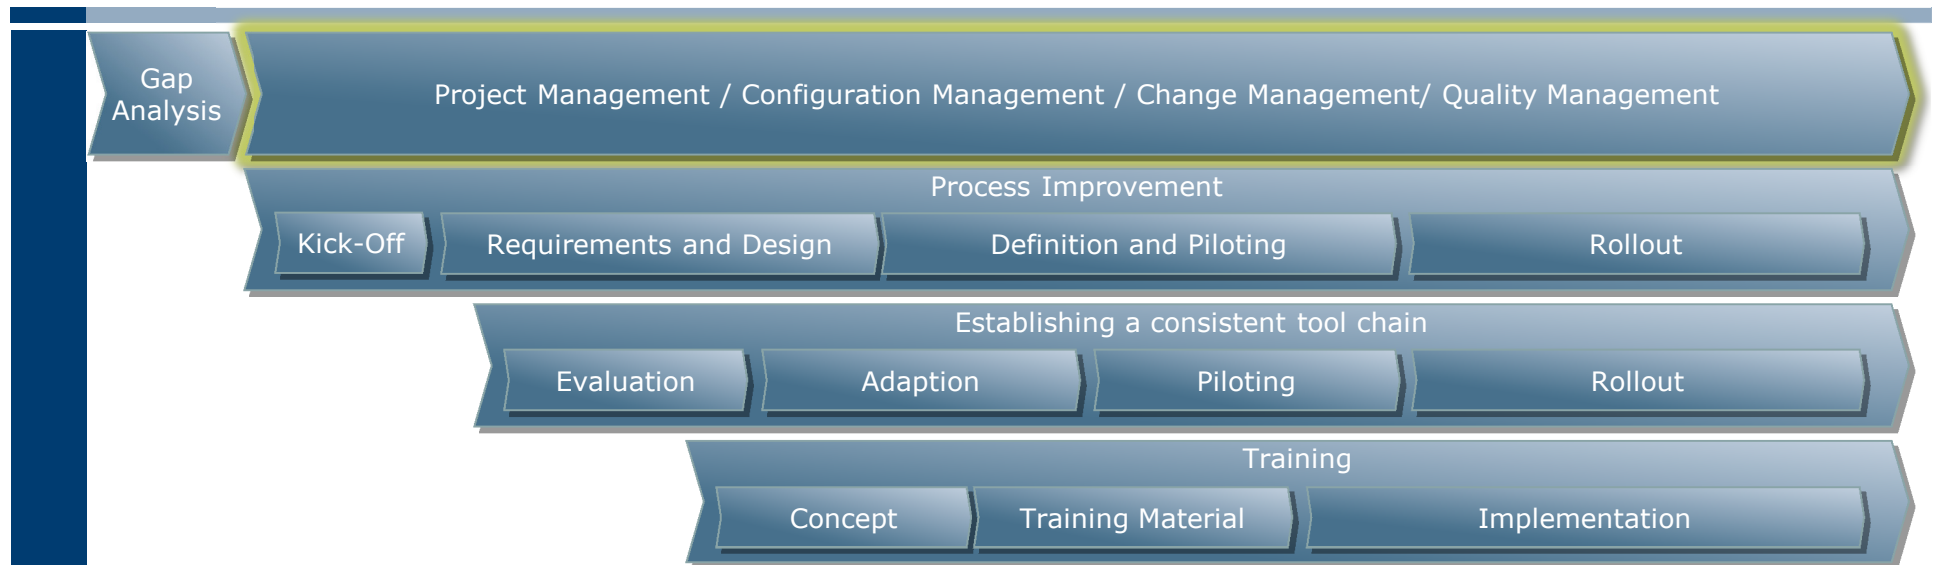 Gap
Analysis
Project Management / Configuration Management / Change Management/ Quality Management
Process Improvement
Kick-Off
Requirements and Design
Definition and Piloting
Rollout
Establishing a consistent tool chain
Evaluation
Adaption
Piloting
Rollout
Training
Concept
Training Material
Implementation